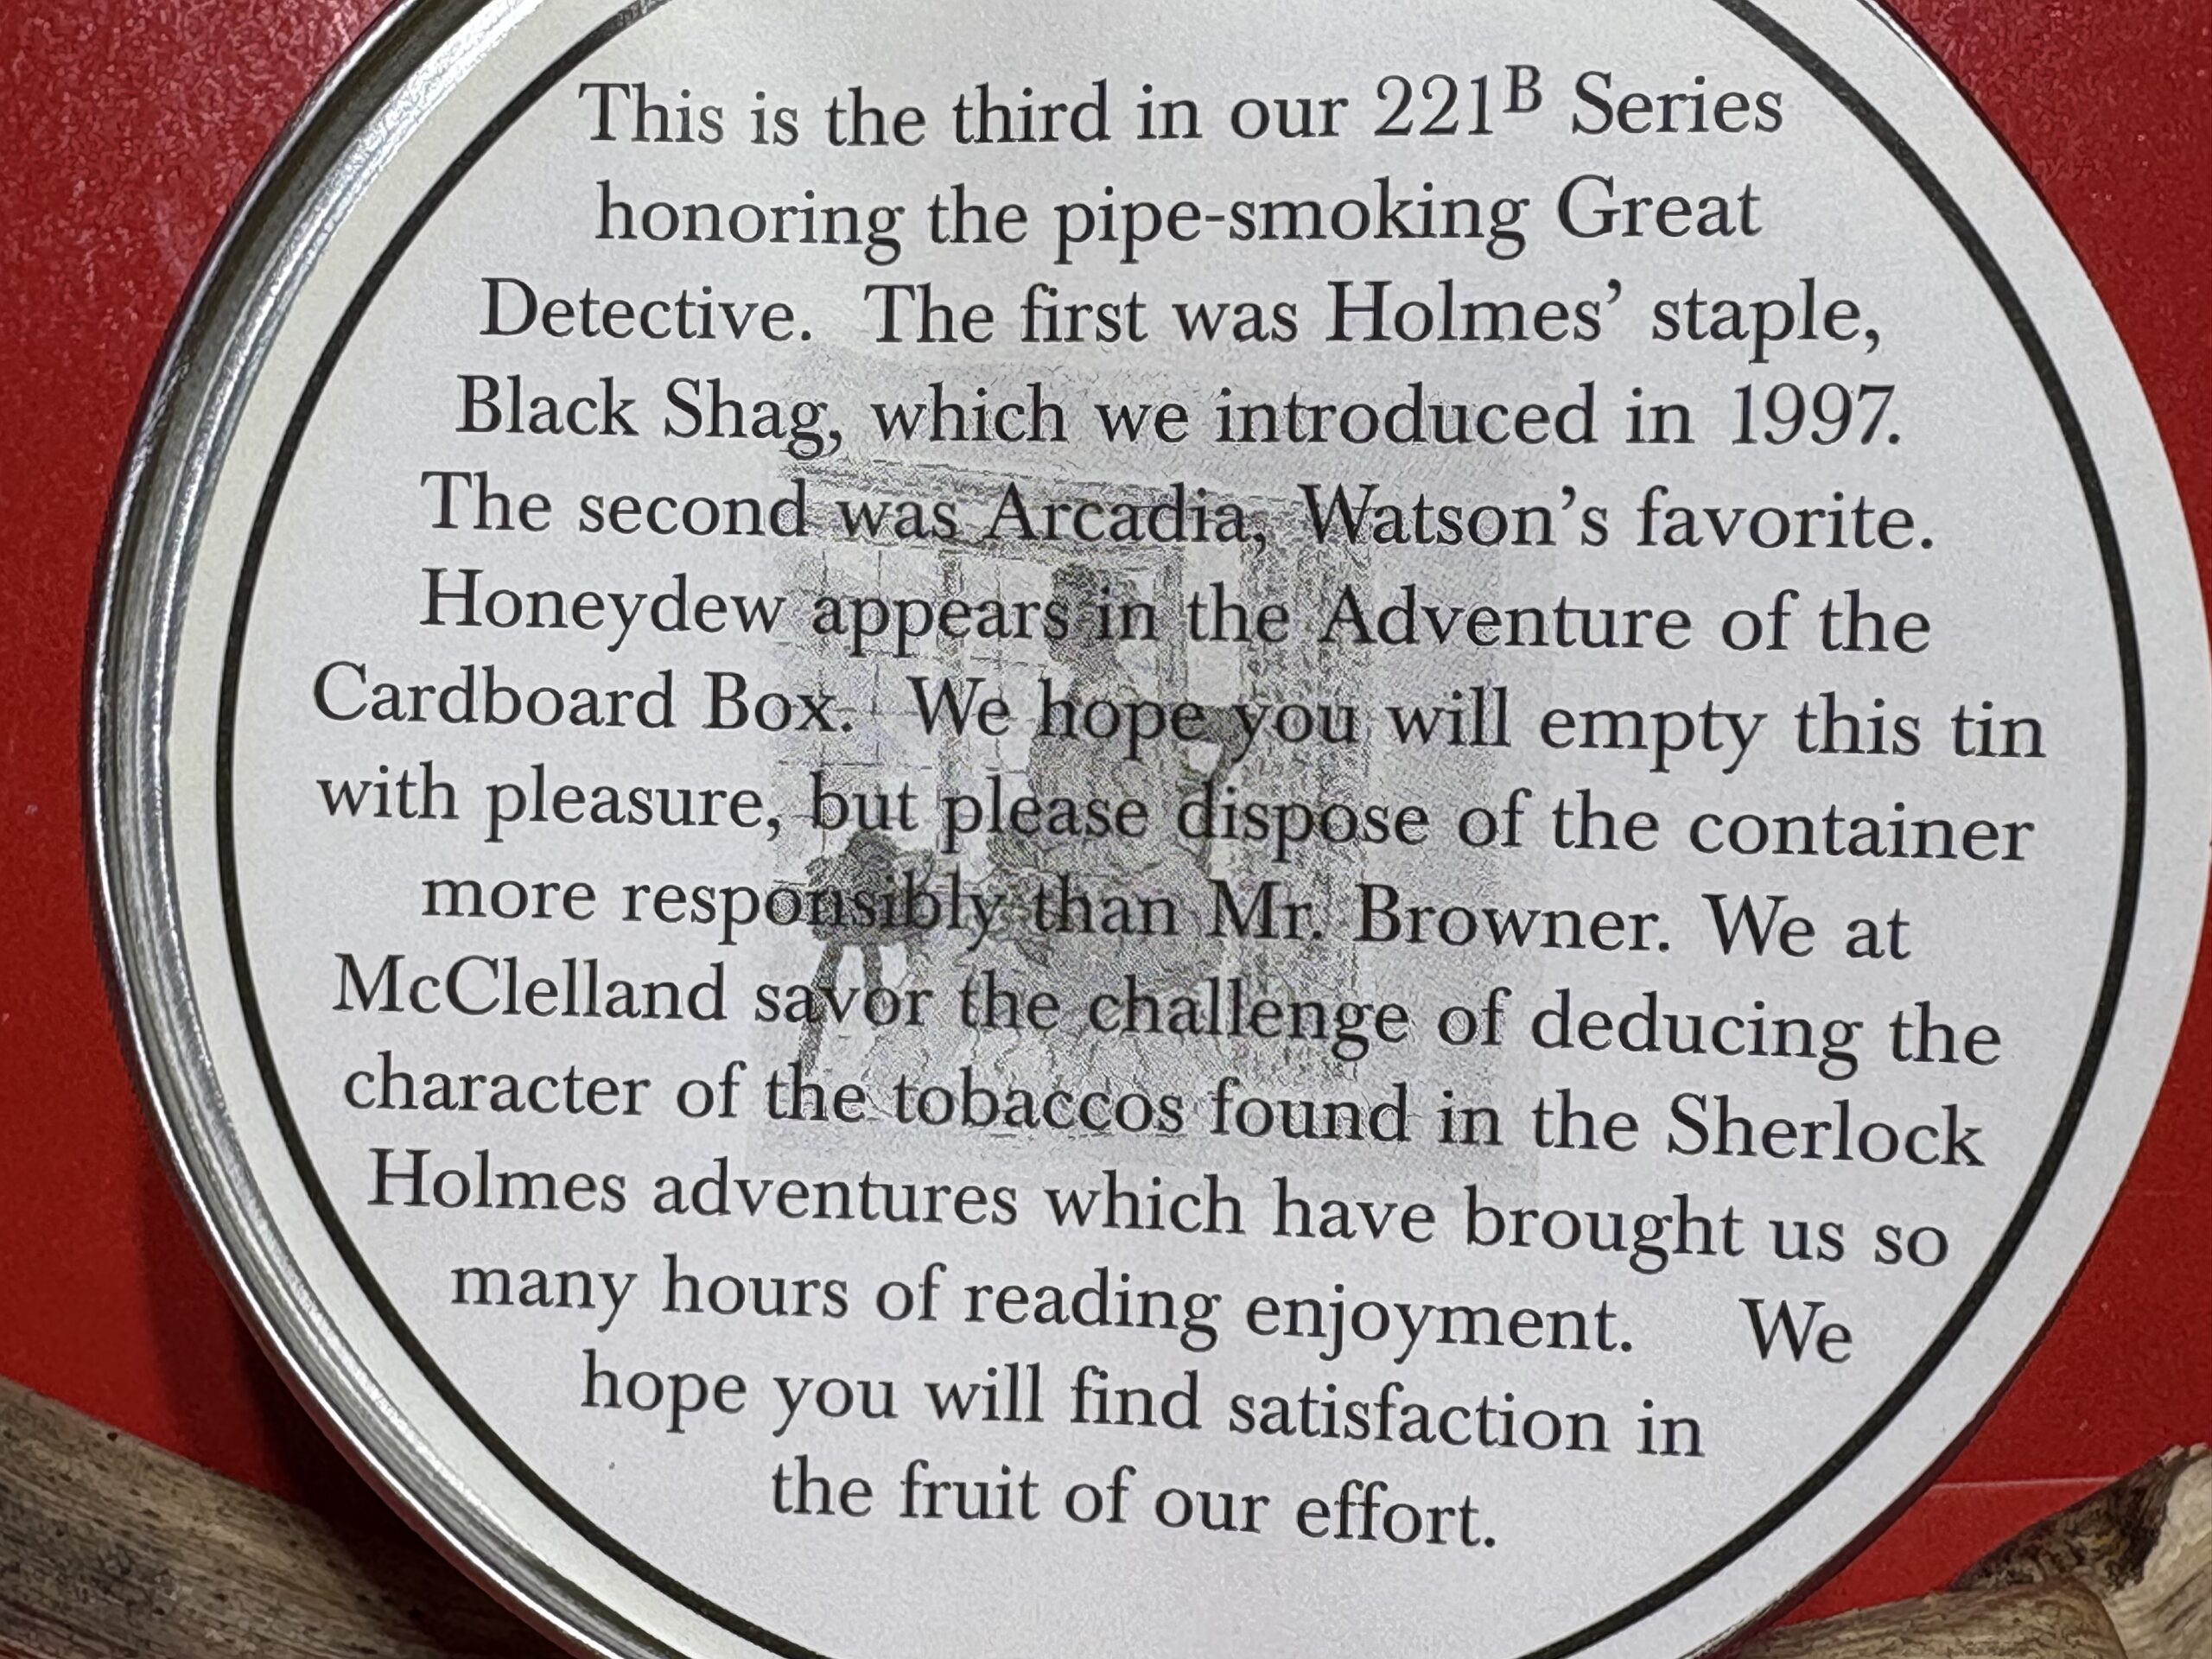 This is the third in our 221B Series
honoring the pipe-smoking Great
Detective. The first was Holmes’ staple,
Black Shag, which we introduced in 1997.
The second was Arcadia, Watson’s favorite.
Honeydew appears in the Adventure of the
Cardboard Box. We hope you will empty this tin
with pleasure, but please dispose of the container
more responsibly than Mr. Browner. We at
McClelland savor the challenge of deducing the
character of the tobaccos found in the Sherlock
Holmes adventures which have brought us so
many hours of reading enjoyment. We
hope you will find satisfaction in
the fruit of our effort.